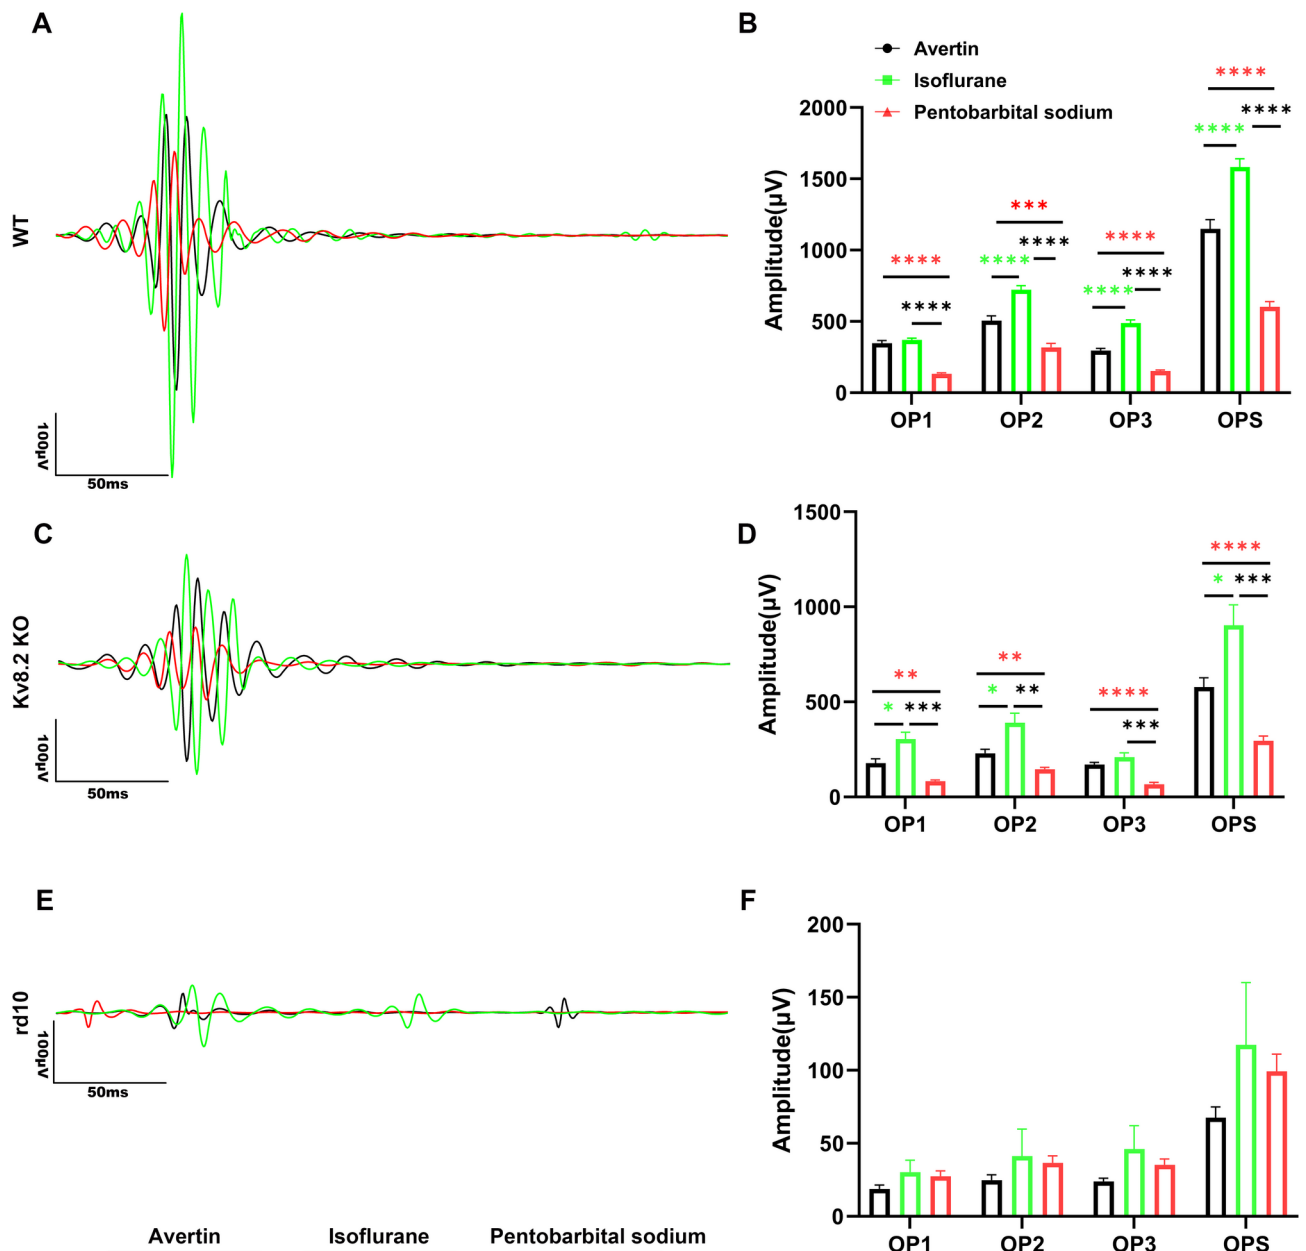 A
WT
100μV
50ms
B
Avertin
Isoflurane
Pentobarbital sodium
Amplitude(μV)
2000
1500
1000
500
0
****
****
***
****
****
****
****
****
****
****
****
OP1
OP2
OP3
OPS
C
Kv8.2 KO
100μV
50ms
D
Amplitude(μV)
1500
1000
500
0
**
*
***
**
*
**
****
***
****
*
***
OP1
OP2
OP3
OPS
E
rd10
100μV
50ms
F
Amplitude(μV)
200
150
100
50
0
OP1
OP2
OP3
OPS
Avertin Isoflurane Pentobarbital sodium